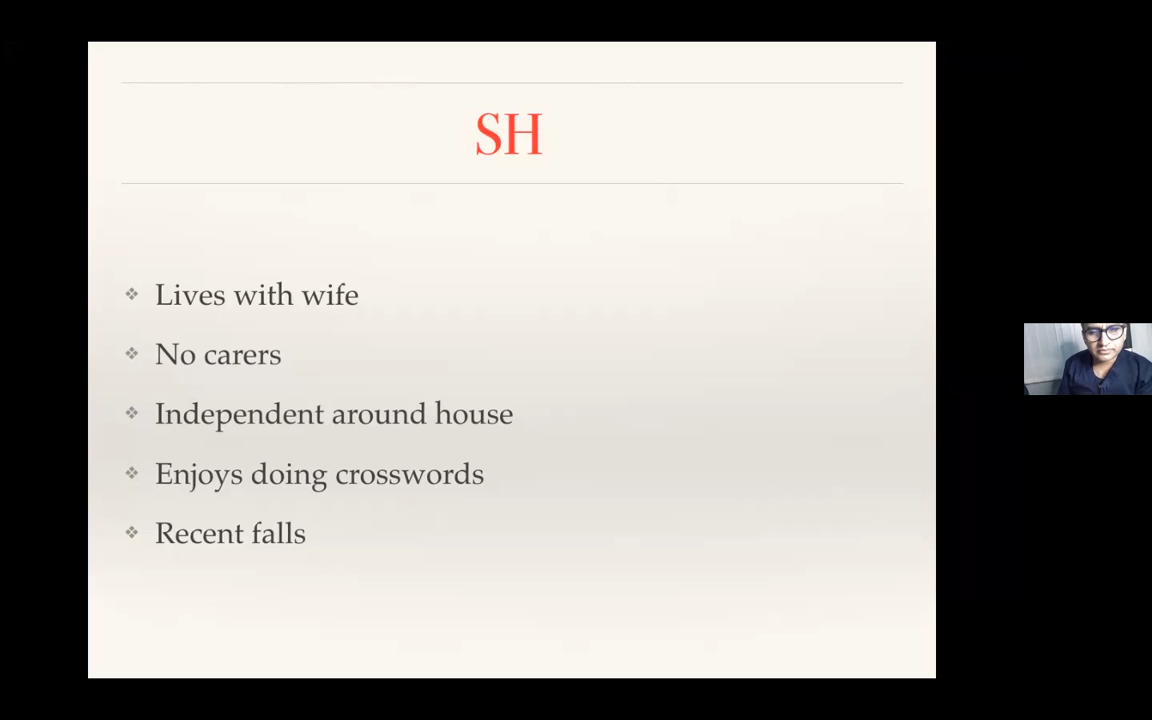 SH
Lives with wife
No carers
Independent around house
Enjoys doing crosswords
Recent falls